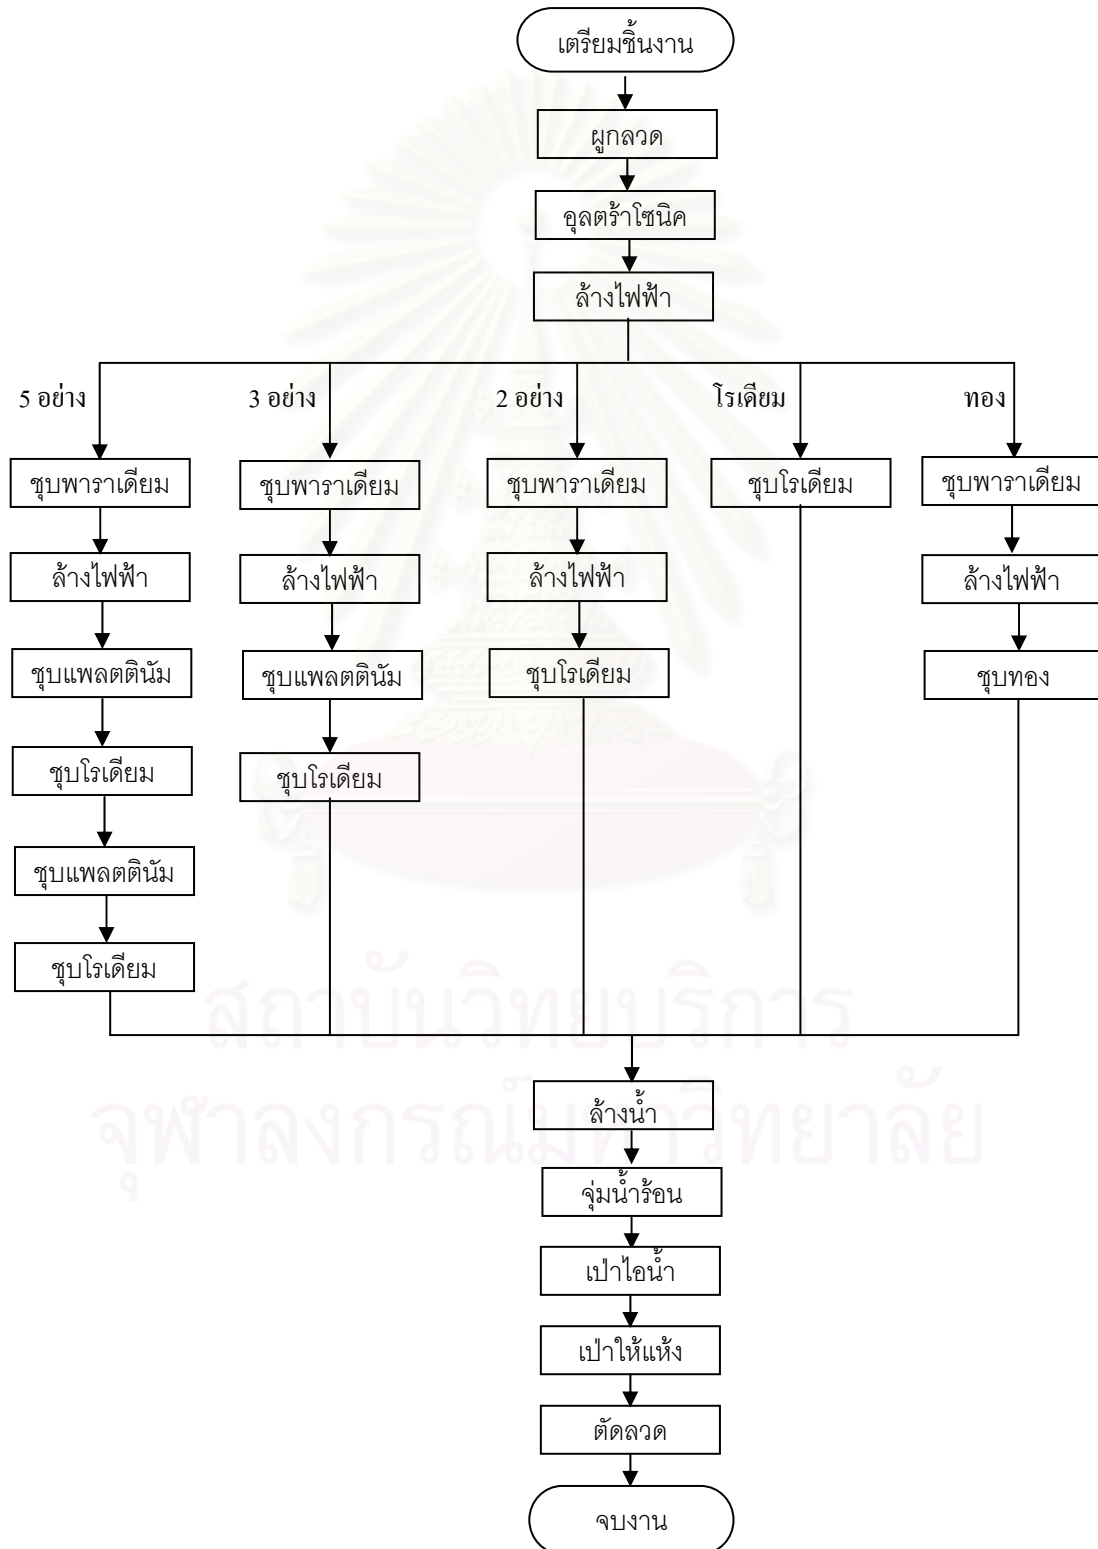 เตรียมชิ้นงาน
ผูกลวด
อุลตร้าโซนิค
ล้างไฟฟ้า
5 อย่าง
3 อย่าง
2 อย่าง
โรเดียม
ทอง
ชุบพาราเดียม
ชุบพาราเดียม
ชุบพาราเดียม
ชุบโรเดียม
ชุบพาราเดียม
ล้างไฟฟ้า
ล้างไฟฟ้า
ล้างไฟฟ้า
ล้างไฟฟ้า
ชุบแพลตตินัม
ชุบแพลตตินัม
ชุบโรเดียม
ชุบทอง
ชุบโรเดียม
ชุบโรเดียม
ชุบแพลตตินัม
ชุบโรเดียม
สถาบันวิทยบริการ
จุฬาลงกรณ์มหาวิทยาลัย
ล้างน้ำ
จุ่มน้ำร้อน
เป่าไอน้ำ
เป่าให้แห้ง
ตัดลวด
จบงาน